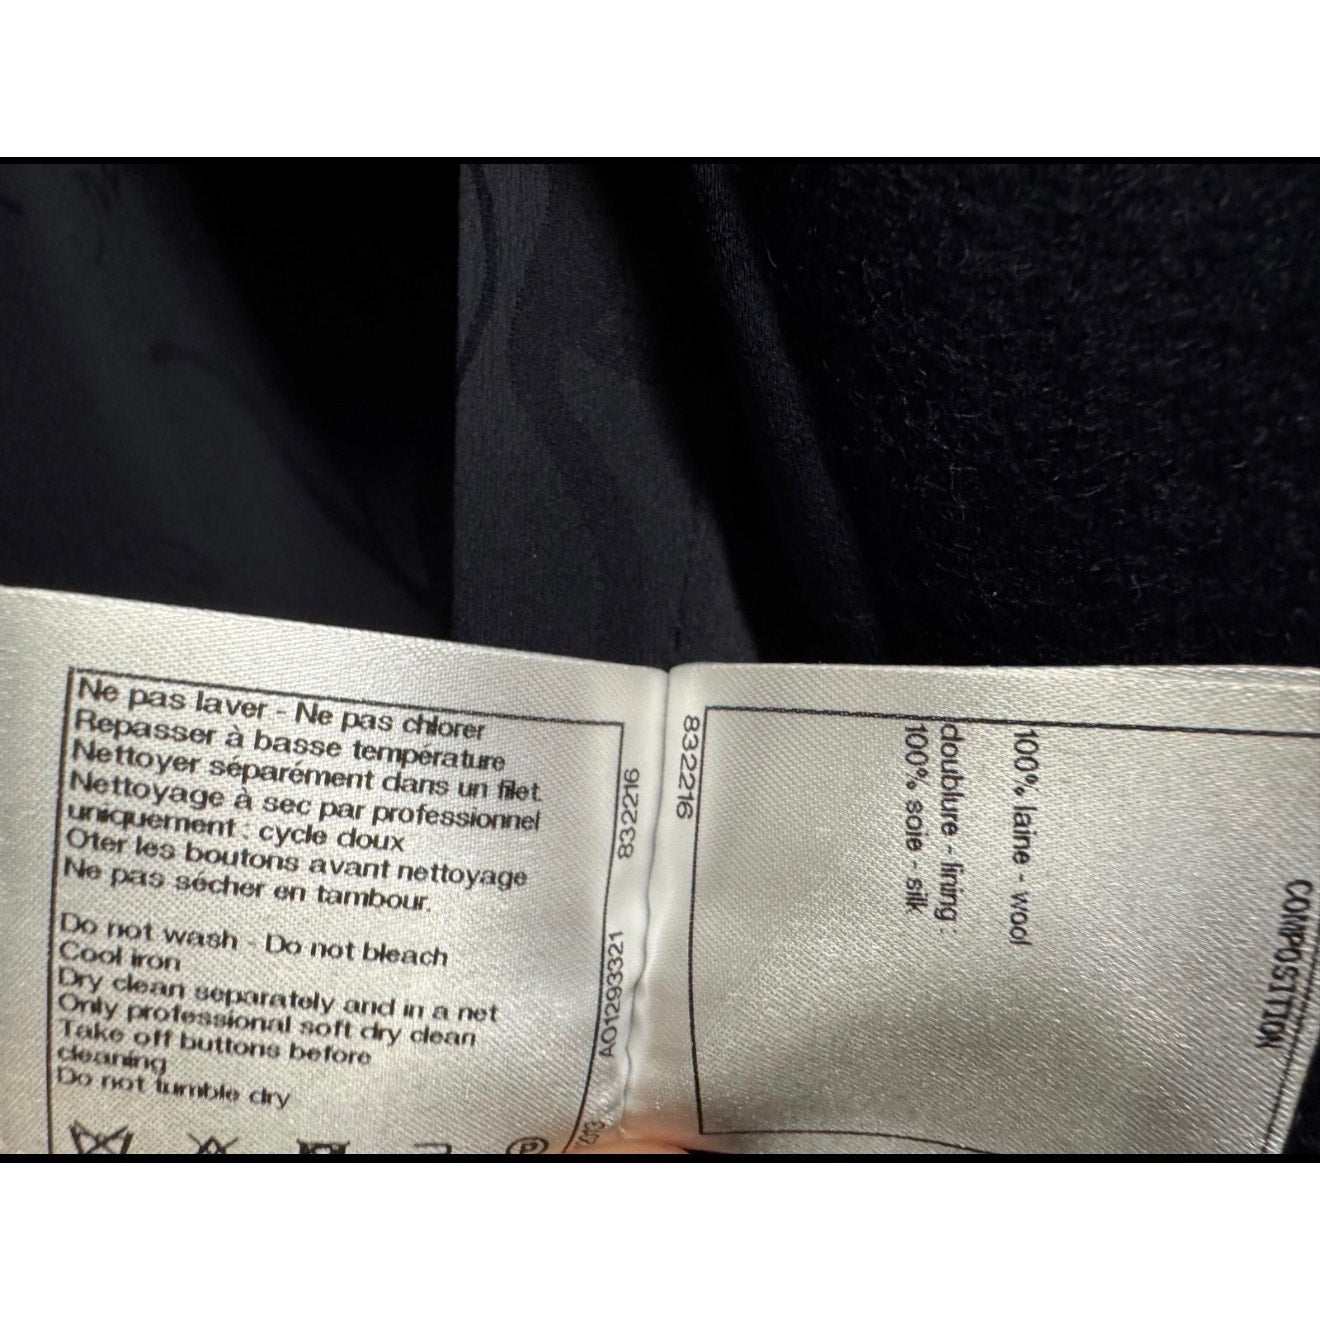 Ne pas laver - Ne pas chlorer
Repasser à basse température
Nettoyer séparément dans un filet.
Nettoyage à sec par professionnel
uniquement : cycle doux
Oter les boutons avant nettoyage
Ne pas sécher en tambour.
Do not wash - Do not bleach
Cool iron
Dry clean separately and in a net
Only professional soft dry clean
Take off buttons before
cleaning
Do not tumble dry
P
832216
A01293321
832216
COMPOSITION
100% laine - wool
doublure - lining :
100% soie - silk